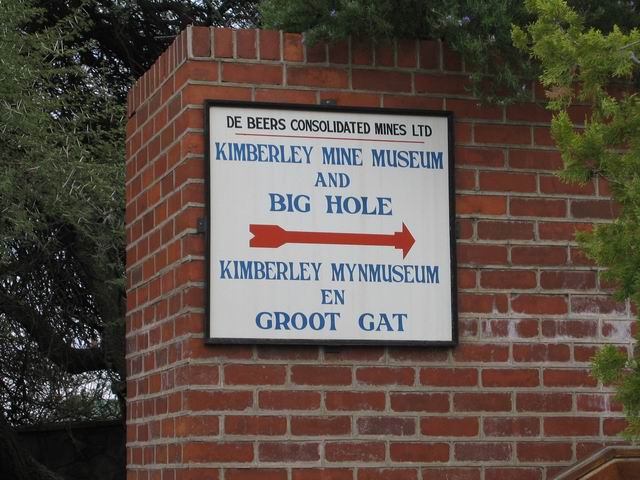 DE BEERS CONSOLIDATED MINES LTD
KIMBERLEY MINE MUSEUM
AND
BIG HOLE
KIMBERLEY MYNMUSEUM
EN
GROOT GAT